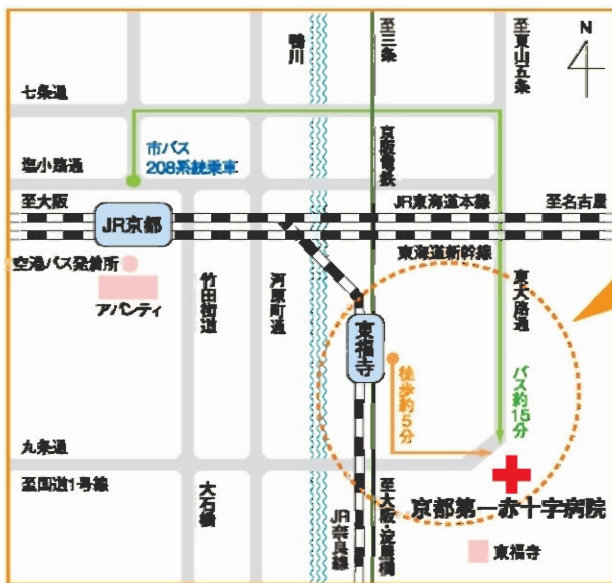 鴨川
至三条
至東山五条
N
七条通
市バス
208系統乗車
京阪電鉄
塩小路通
至大阪
JR東海道本線
至名古屋
JR京都
東海道新幹線
空港バス発着所
アバンティ
竹田街道
河原町通
東大路通
東福寺
徒歩約5分
バス約15分
九条通
至国道1号線
大石橋
JR奈良線
至大阪・淀屋橋
京都第一赤十字病院
東福寺